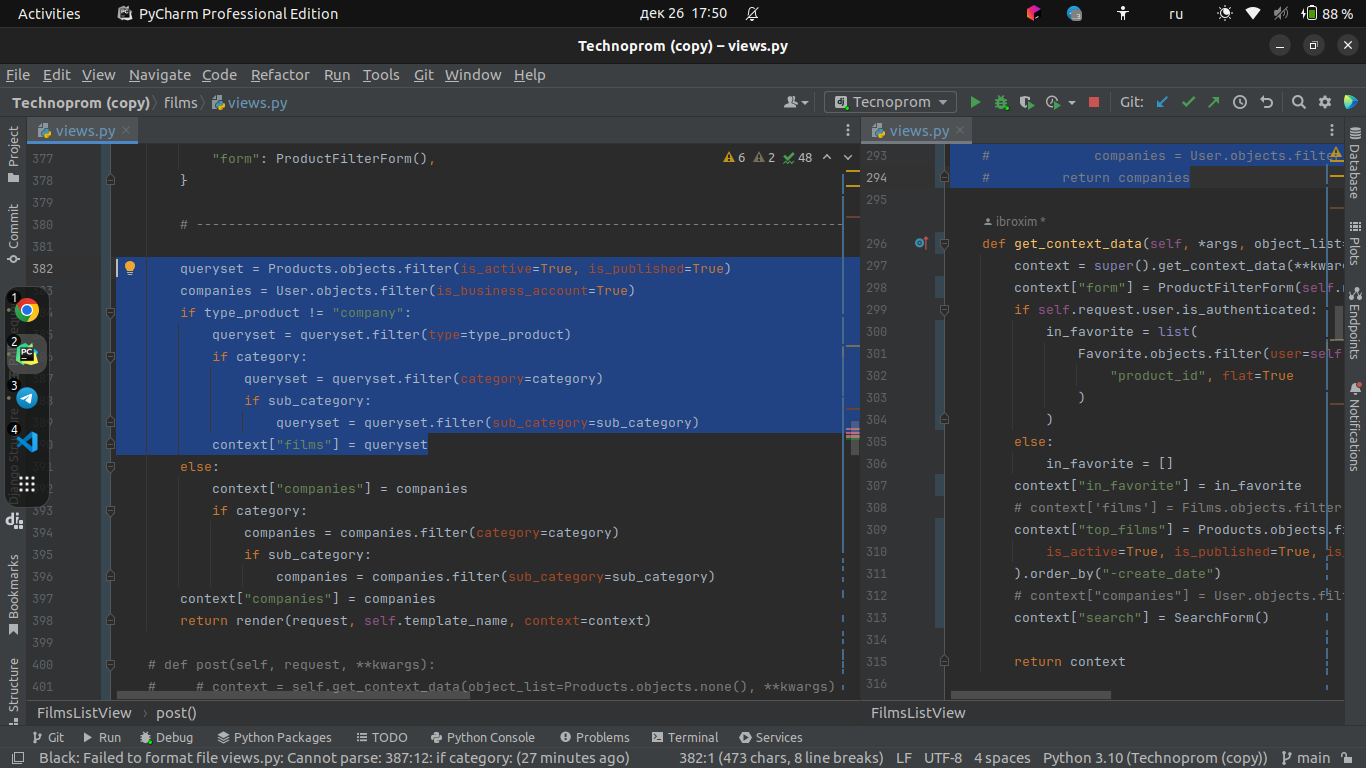 Activities
PyCharm Professional Edition
дек 26 17:50
ru
88 %
Technoprom (copy) – views.py
File Edit View Navigate Code Refactor Run Tools Git Window Help
Technoprom (copy) films views.py
Tecnoprom
Git:
Project
Commit
Bookmarks
Structure
1
2
3
4
views.py
6 2 48
377 "form": ProductFilterForm(),
378 }
379
380 # ----------------------------------------------------------------------------------
381
382 queryset = Products.objects.filter(is_active=True, is_published=True)
companies = User.objects.filter(is_business_account=True)
if type_product != "company":
queryset = queryset.filter(type=type_product)
if category:
queryset = queryset.filter(category=category)
if sub_category:
queryset = queryset.filter(sub_category=sub_category)
context["films"] = queryset
else:
context["companies"] = companies
393 if category:
394 companies = companies.filter(category=category)
395 if sub_category:
396 companies = companies.filter(sub_category=sub_category)
397 context["companies"] = companies
398 return render(request, self.template_name, context=context)
399
400 # def post(self, request, **kwargs):
401 # # context = self.get_context_data(object_list=Products.objects.none(), **kwargs)
FilmsListView post()
views.py
293 # companies = User.objects.filte
294 # return companies
295
ibroxim *
296 def get_context_data(self, *args, object_list=
297 context = super().get_context_data(**kwar
298 context["form"] = ProductFilterForm(self.
299 if self.request.user.is_authenticated:
300 in_favorite = list(
301 Favorite.objects.filter(user=self
302 "product_id", flat=True
303 )
304 )
305 else:
306 in_favorite = []
307 context["in_favorite"] = in_favorite
308 # context['films'] = Films.objects.filter
309 context["top_films"] = Products.objects.fi
310 is_active=True, is_published=True, is_
311 ).order_by("-create_date")
312 # context["companies"] = User.objects.fil
313 context["search"] = SearchForm()
314
315 return context
316
FilmsListView
Database
Plots
Endpoints
Notifications
Git Run Debug Python Packages TODO Python Console Problems Terminal Services
Black: Failed to format file views.py: Cannot parse: 387:12: if category: (27 minutes ago)
382:1 (473 chars, 8 line breaks) LF UTF-8 4 spaces Python 3.10 (Technoprom (copy)) main